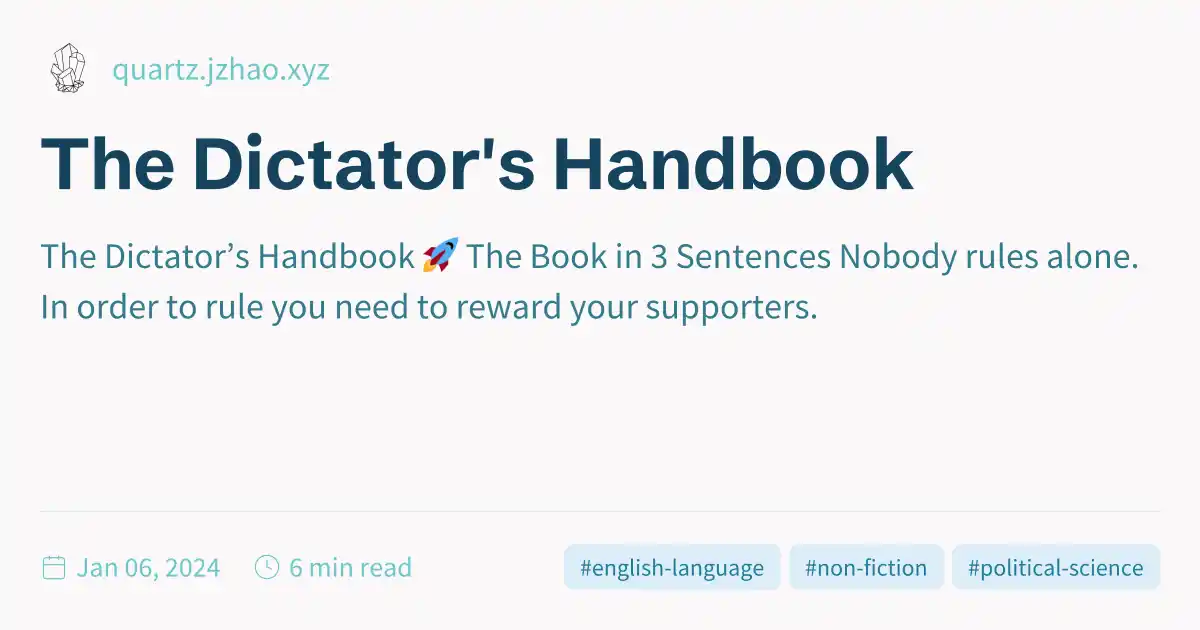 quartz.jzhao.xyz
The Dictator's Handbook
The Dictator’s Handbook 🚀 The Book in 3 Sentences Nobody rules alone.
In order to rule you need to reward your supporters.
Jan 06, 2024 6 min read #english-language #non-fiction #political-science